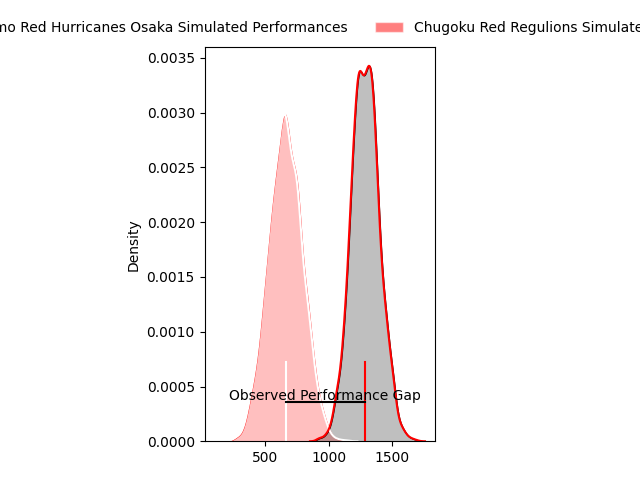 mo Red Hurricanes Osaka Simulated Performances Chugoku Red Regulions Simulate
0.0035
0.0030
0.0025
0.0020
0.0015
0.0010
0.0005
0.0000
Density
Observed Performance Gap
500 1000 1500